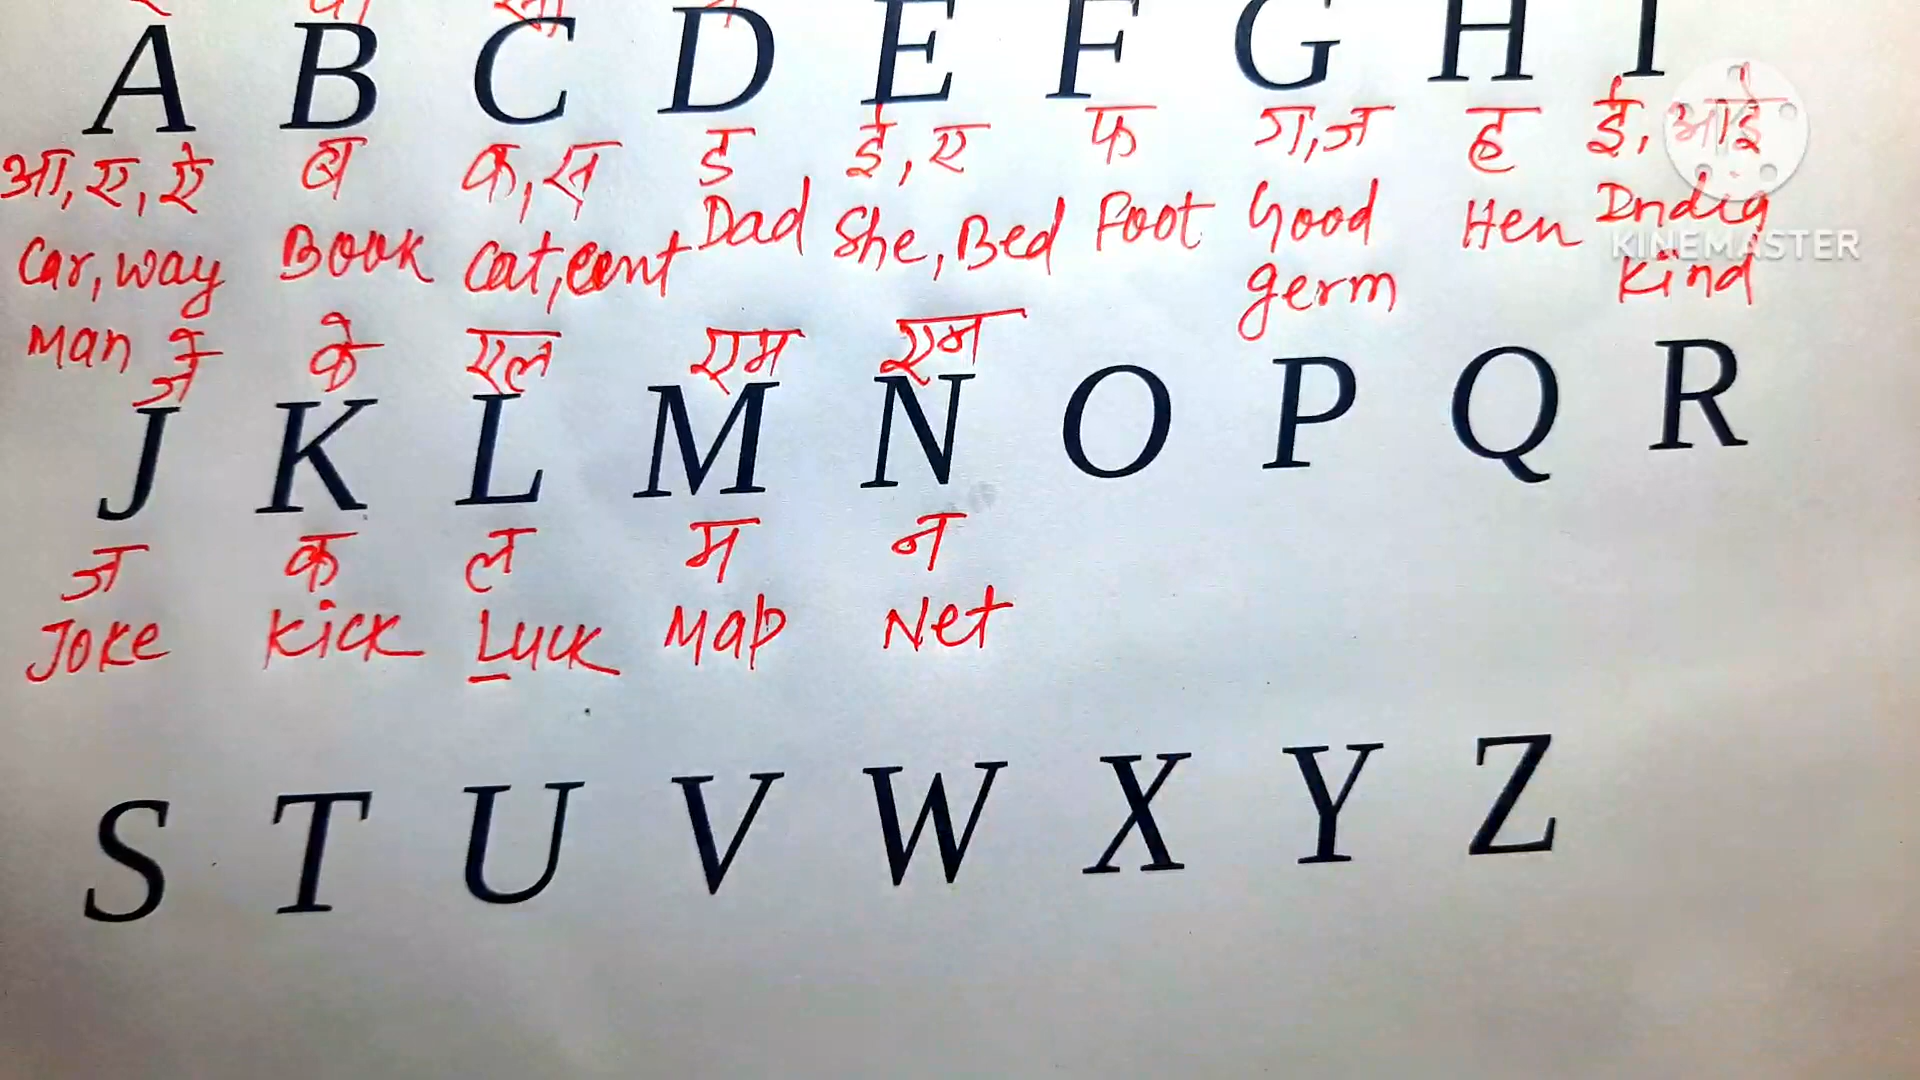 A B C D E F G H I
आ, ए, ऐ ब क, स ड ई, ए फ ग, ज ह ई, आई
Car, way Book Cat, cent Dad She, Bed Foot Good Hen India
Man germ Kind
KINEMASTER
जे के एल एम एन
J K L M N O P Q R
ज क ल म न
Joke Kick Luck Map Net
S T U V W X Y Z